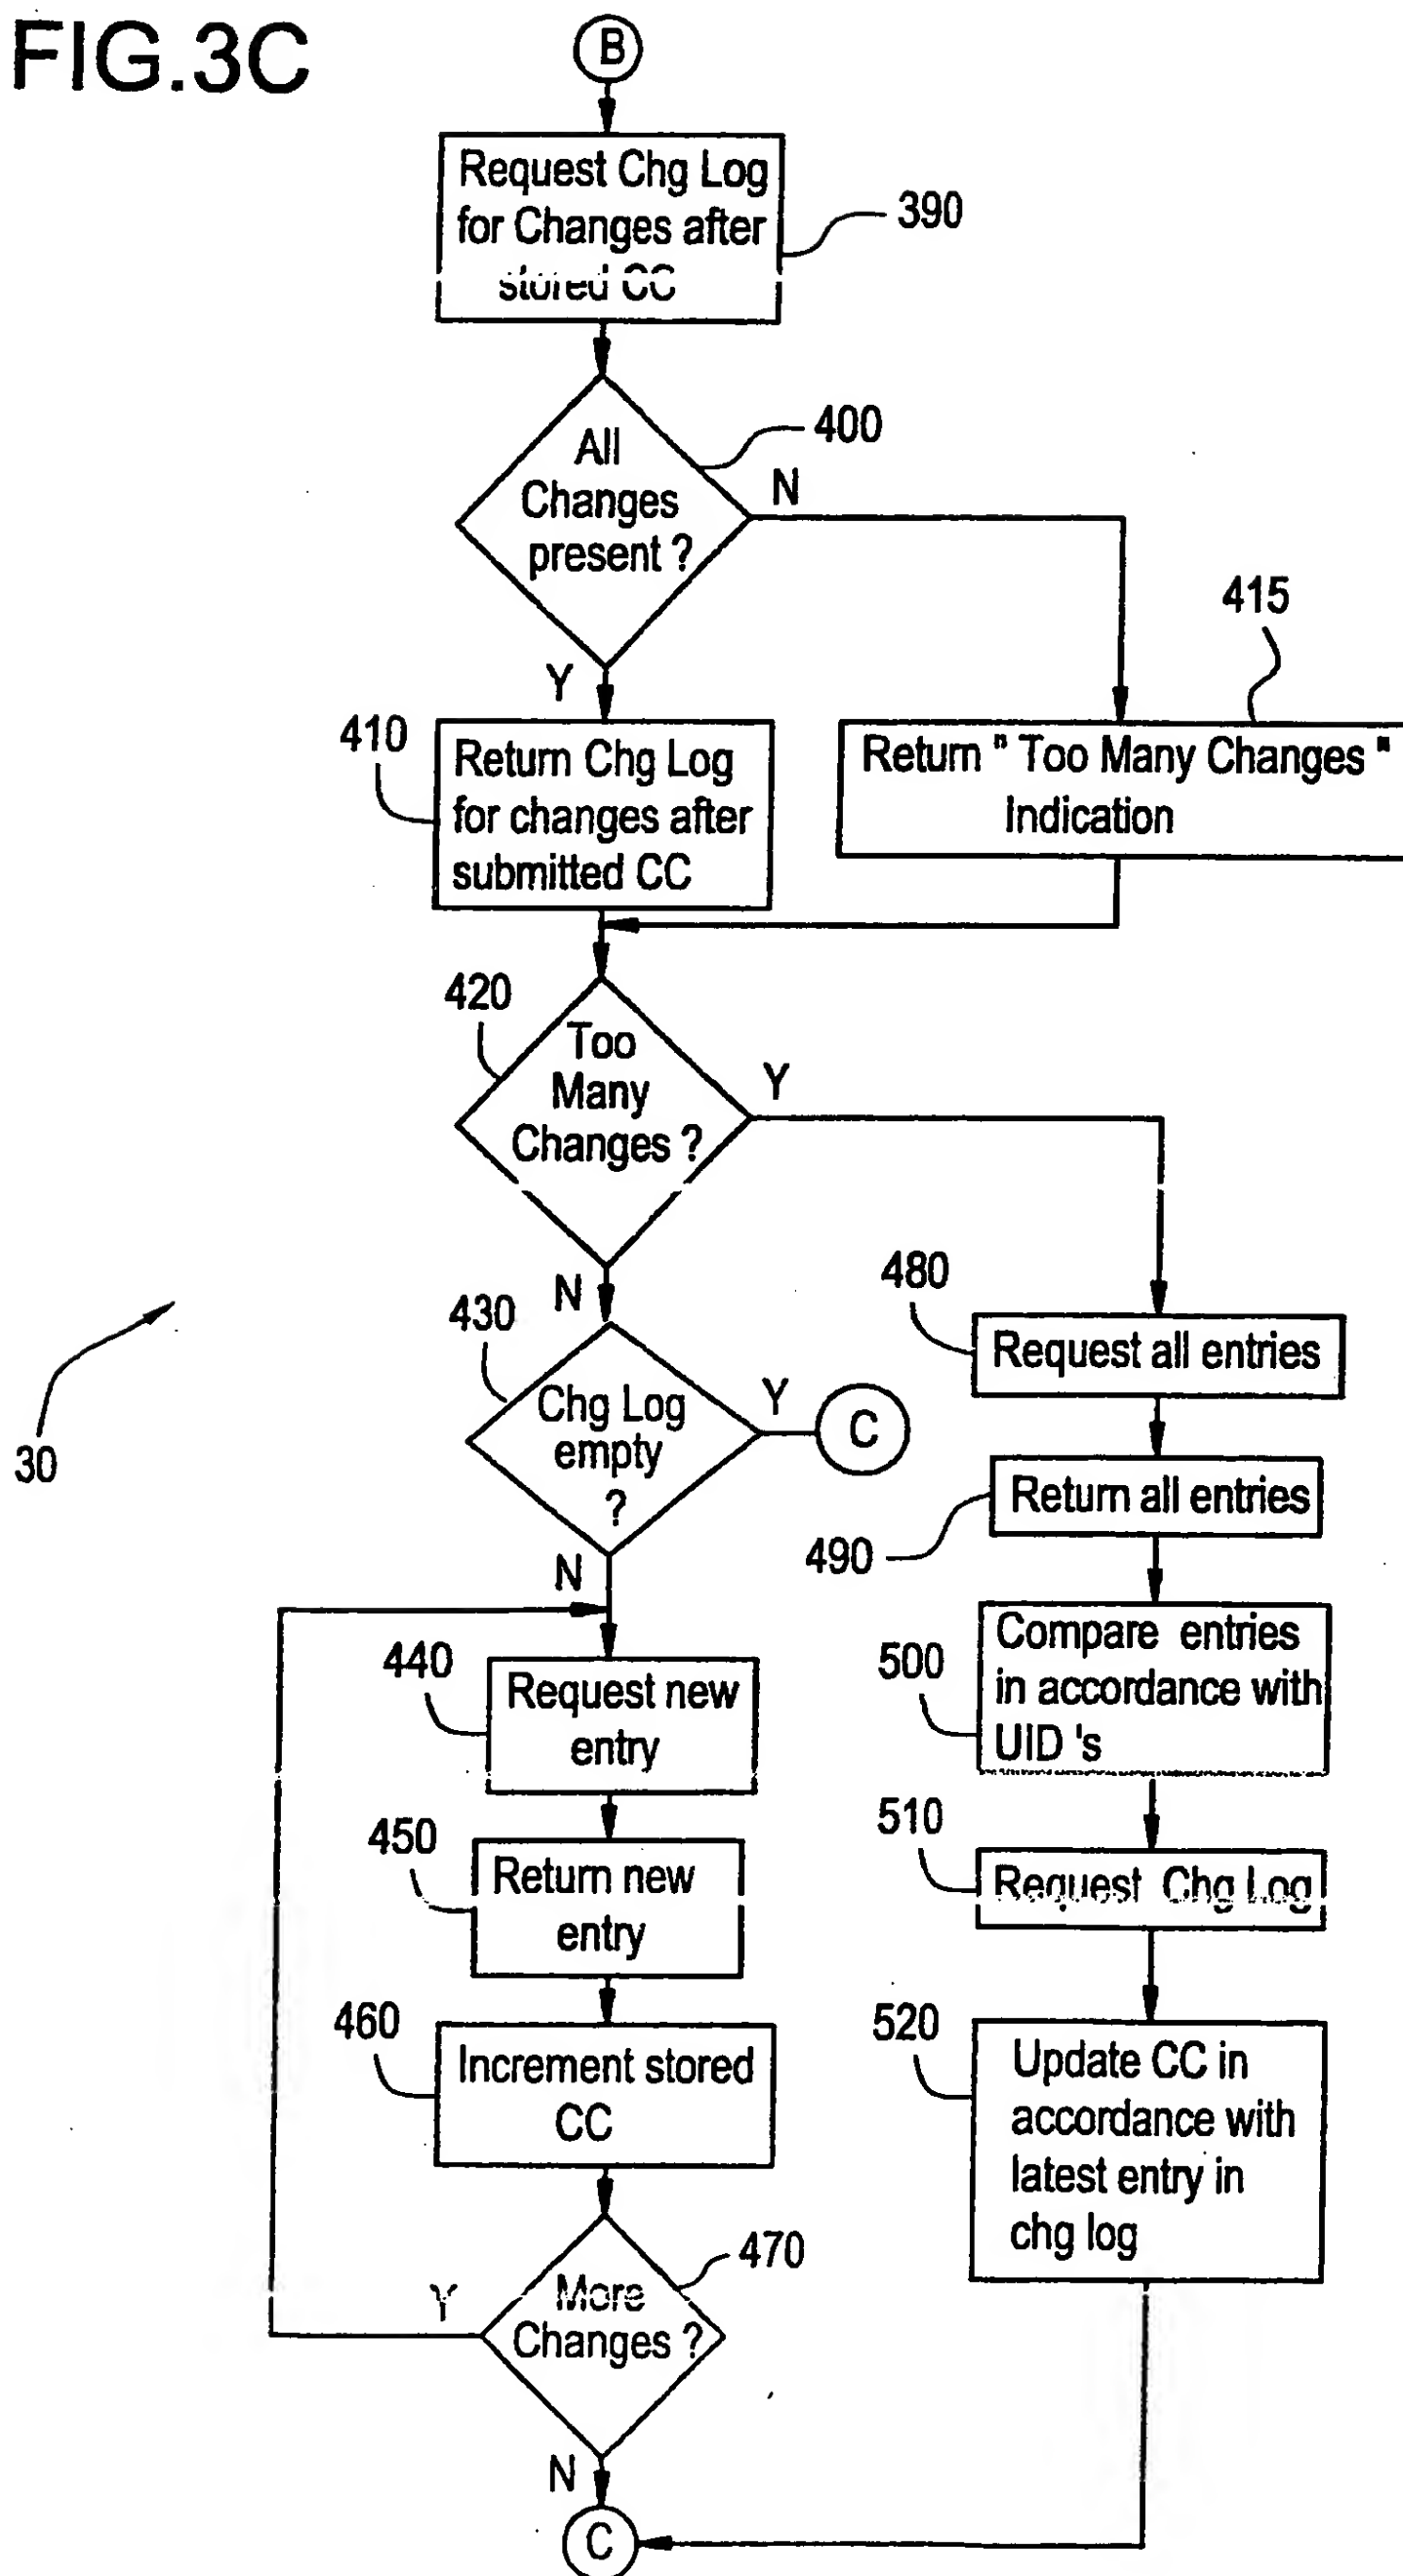 FIG.3C
B
Request Chg Log
for Changes after
stored CC
390
All
Changes
present ?
400
N
Y
415
410
Return Chg Log
for changes after
submitted CC
Return " Too Many Changes "
Indication
420
Too
Many
Changes ?
Y
N
430
Chg Log
empty
?
Y
C
N
480
Request all entries
490
Return all entries
30
440
Request new
entry
500
Compare entries
in accordance with
UID 's
450
Return new
entry
510
Request Chg Log
460
Increment stored
CC
520
Update CC in
accordance with
latest entry in
chg log
470
More
Changes ?
Y
N
C